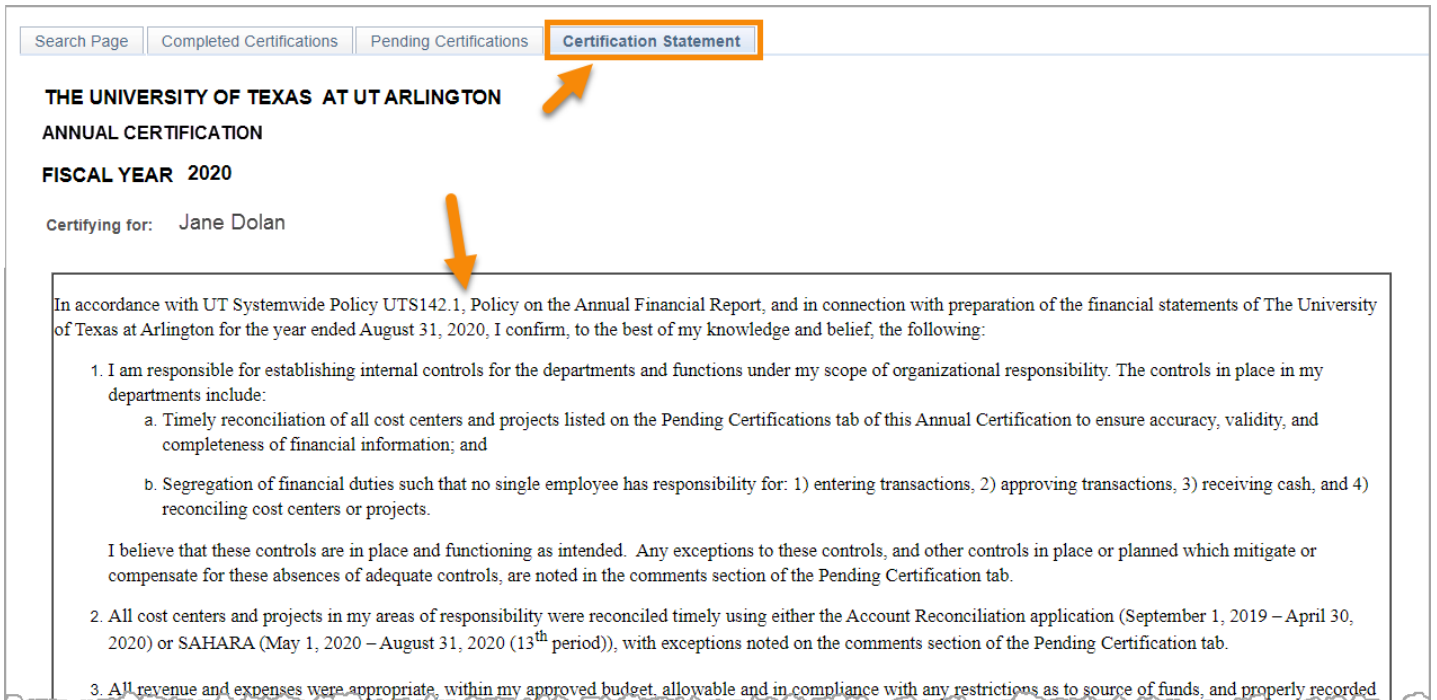 Search Page Completed Certifications Pending Certifications Certification Statement
THE UNIVERSITY OF TEXAS AT UT ARLINGTON
ANNUAL CERTIFICATION
FISCAL YEAR 2020
Certifying for: Jane Dolan
In accordance with UT Systemwide Policy UTS142.1, Policy on the Annual Financial Report, and in connection with preparation of the financial statements of The University
of Texas at Arlington for the year ended August 31, 2020, I confirm, to the best of my knowledge and belief, the following:
1. I am responsible for establishing internal controls for the departments and functions under my scope of organizational responsibility. The controls in place in my
departments include:
a. Timely reconciliation of all cost centers and projects listed on the Pending Certifications tab of this Annual Certification to ensure accuracy, validity, and
completeness of financial information; and
b. Segregation of financial duties such that no single employee has responsibility for: 1) entering transactions, 2) approving transactions, 3) receiving cash, and 4)
reconciling cost centers or projects.
I believe that these controls are in place and functioning as intended. Any exceptions to these controls, and other controls in place or planned which mitigate or
compensate for these absences of adequate controls, are noted in the comments section of the Pending Certification tab.
2. All cost centers and projects in my areas of responsibility were reconciled timely using either the Account Reconciliation application (September 1, 2019 – April 30,
2020) or SAHARA (May 1, 2020 – August 31, 2020 (13th period)), with exceptions noted on the comments section of the Pending Certification tab.
3. All revenue and expenses were appropriate, within my approved budget, allowable and in compliance with any restrictions as to source of funds, and properly recorded